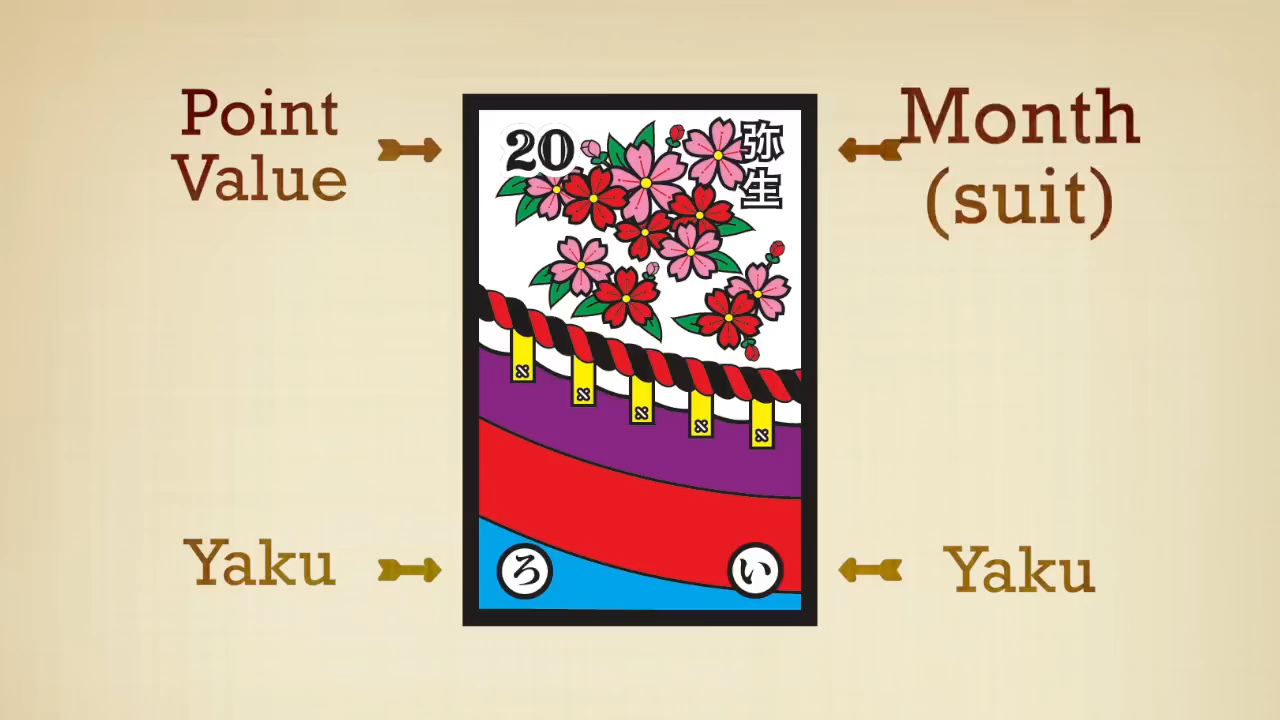 Point
Value
20
弥
生
Month
(suit)
Yaku
ろ
い
Yaku